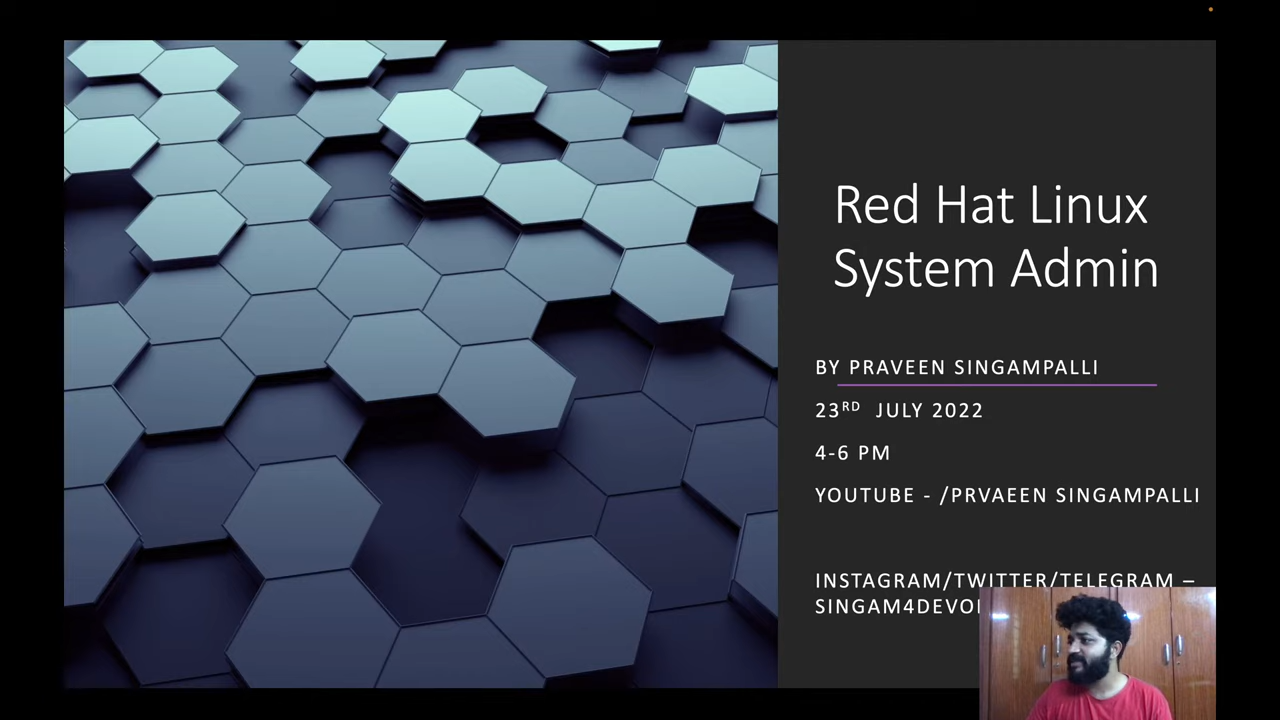 Red Hat Linux
System Admin
BY PRAVEEN SINGAMPALLI
23RD JULY 2022
4-6 PM
YOUTUBE - /PRVAEEN SINGAMPALLI
INSTAGRAM/TWITTER/TELEGRAM –